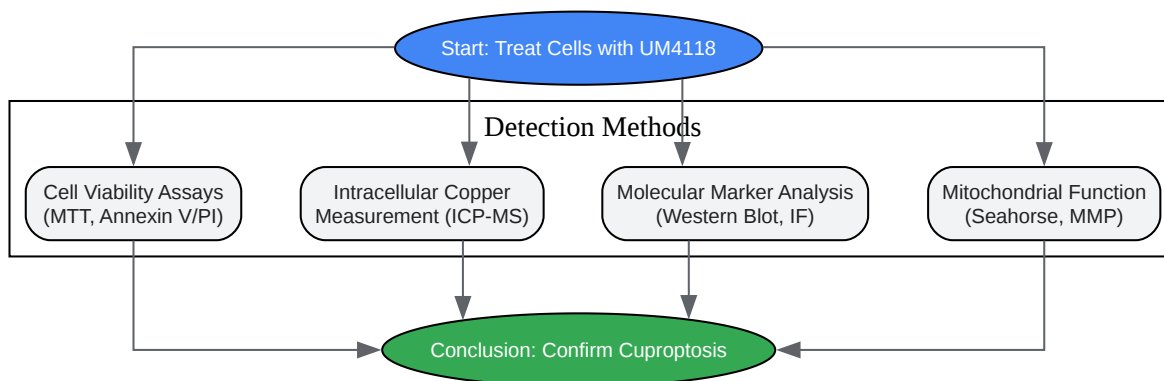 Start: Treat Cells with UM4118
Detection Methods
Cell Viability Assays
(MTT, Annexin V/PI)
Intracellular Copper
Measurement (ICP-MS)
Molecular Marker Analysis
(Western Blot, IF)
Mitochondrial Function
(Seahorse, MMP)
Conclusion: Confirm Cuproptosis